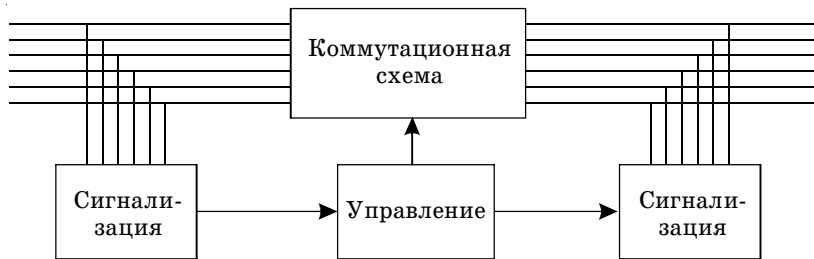 Коммутационная
схема
Сигнали-
зация
Управление
Сигнали-
зация